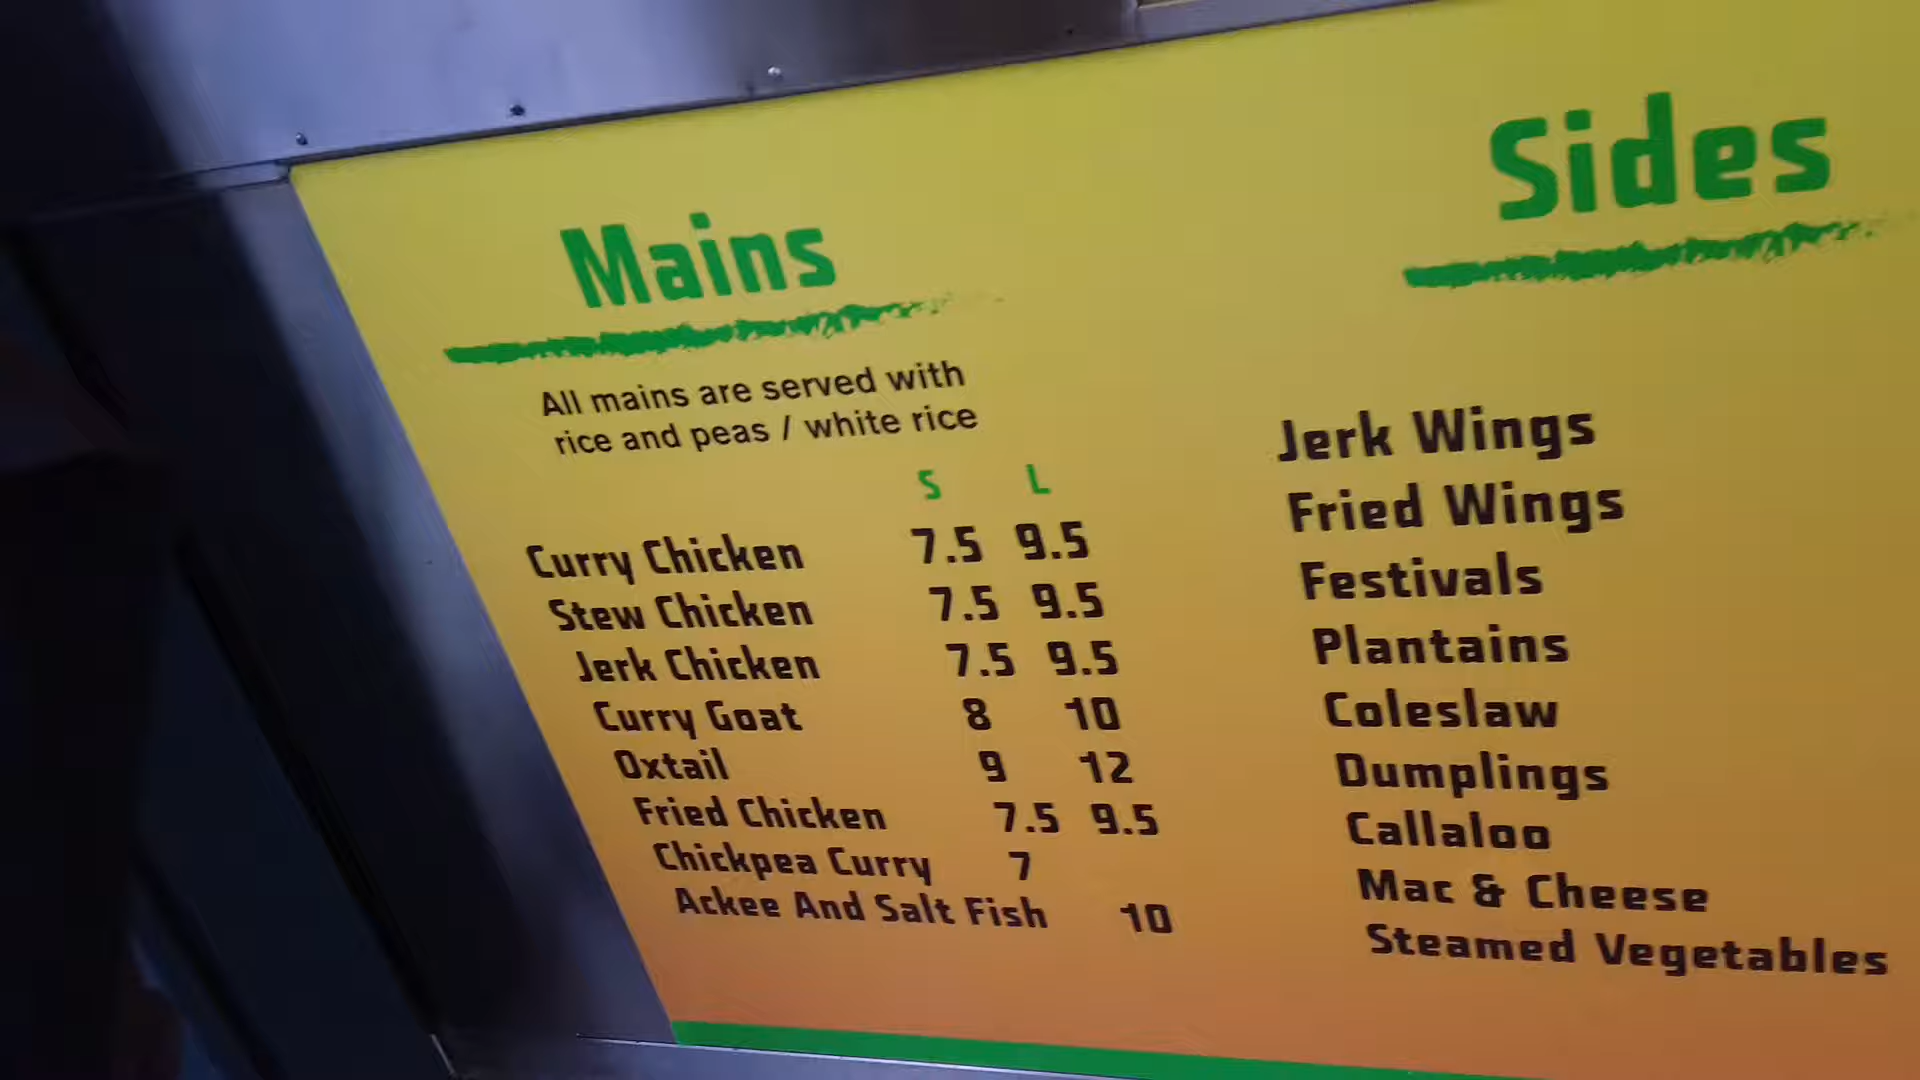 Mains
All mains are served with
rice and peas / white rice
S L
Curry Chicken 7.5 9.5
Stew Chicken 7.5 9.5
Jerk Chicken 7.5 9.5
Curry Goat 8 10
Oxtail 9 12
Fried Chicken 7.5 9.5
Chickpea Curry 7
Ackee And Salt Fish 10
Sides
Jerk Wings
Fried Wings
Festivals
Plantains
Coleslaw
Dumplings
Callaloo
Mac & Cheese
Steamed Vegetables